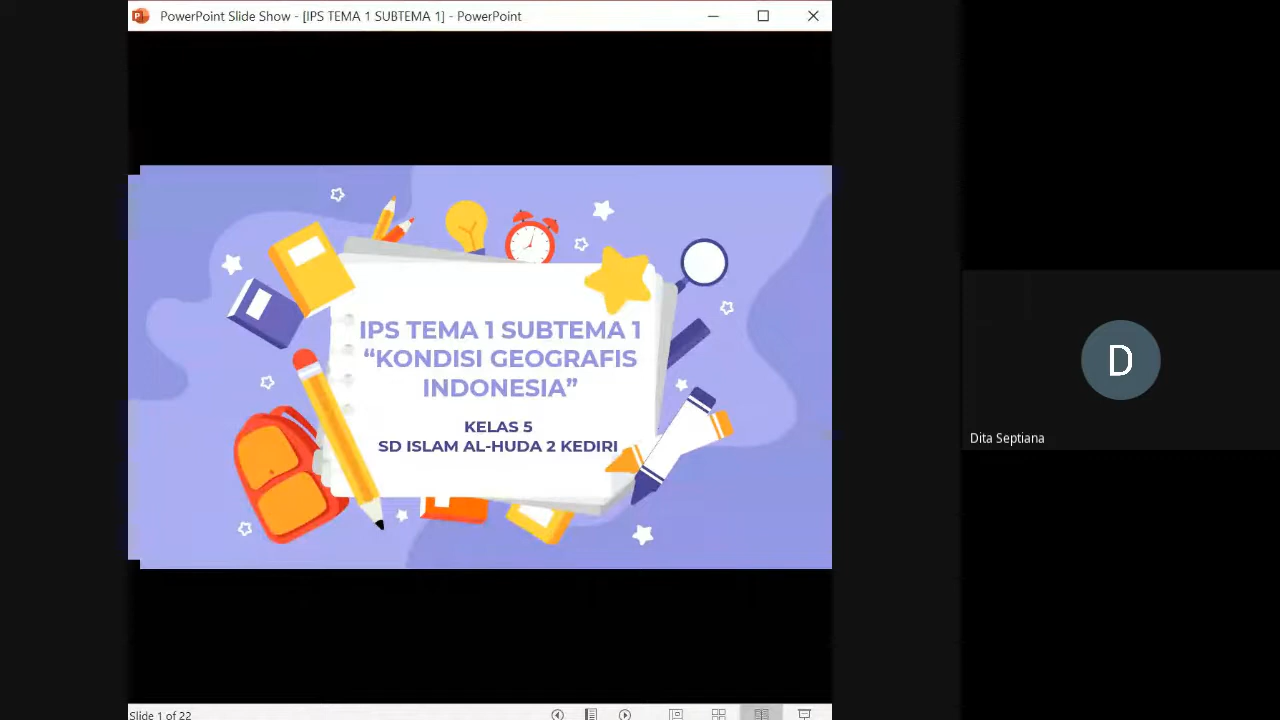 PowerPoint Slide Show - [IPS TEMA 1 SUBTEMA 1] - PowerPoint
IPS TEMA 1 SUBTEMA 1
“KONDISI GEOGRAFIS
INDONESIA”
KELAS 5
SD ISLAM AL-HUDA 2 KEDIRI
D
Dita Septiana
Slide 1 of 22